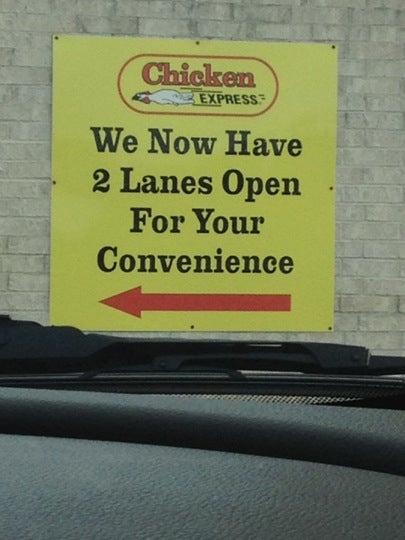 Chicken
EXPRESS
We Now Have
2 Lanes Open
For Your
Convenience